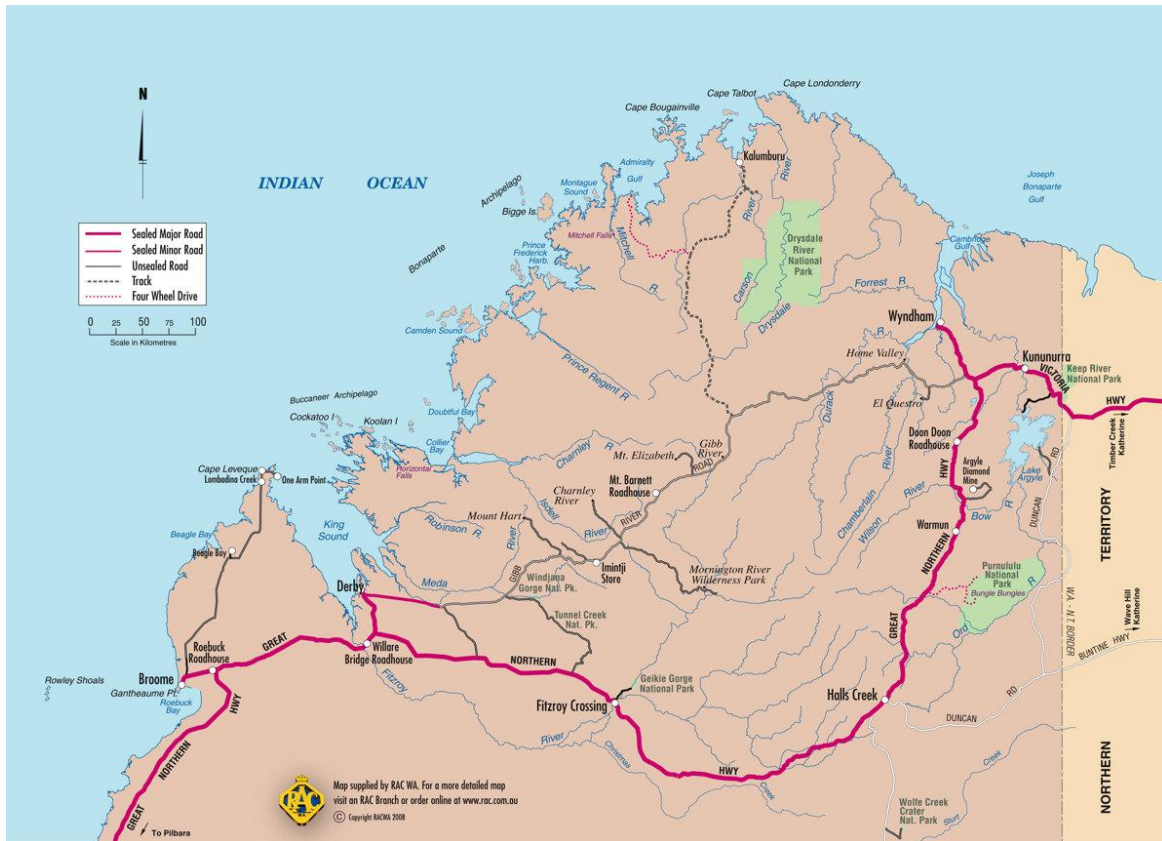 N
INDIAN OCEAN
Sealed Major Road
Sealed Minor Road
Unsealed Road
Track
Four Wheel Drive
0 25 50 100
Scale in Kilometres
Cape Londonderry
Cape Talbot
Cape Bougainville
Kalumburu
Admiralty
Gulf
Montague
Sound
Archipelago
Bigge Is.
Bonaparte
Mitchell Falls
Mitchell
R
Prince
Frederick
Harb.
River
River
Carson
Drysdale
River
National
Park
Drysdale
Joseph
Bonaparte
Gulf
Cambridge
Gulf
Forrest R
Wyndham
R
Home Valley
Kununurra
VICTORIA
HWY
Keep River
National Park
Timber Creek
Katherine
El Questro
Durack
River
Camden Sound
Prince Regent R
Buccaneer Archipelago
Cockatoo I
Koolan I
Doubtful Bay
Collier
Bay
Horizontal
Falls
Charnley R
Mt. Elizabeth
Gibb
River
ROAD
Mt. Barnett
Roadhouse
RIVER
Doon Doon
Roadhouse
HWY
Argyle
Diamond
Mine
Lake
Argyle
RD
DUNCAN
R
Bow
River
Chamberlain
Wilson
Cape Leveque
Lombadina Creek
One Arm Point
King
Sound
Beagle Bay
Beagle Bay
Robinson R.
Mount Hart
River
Isdell
River
Charnley
River
Meda
GIBB
Imintji
Store
Windjana
Gorge Nat. Pk.
Tunnel Creek
Nat. Pk.
Mornington River
Wilderness Park
Warmun
NORTHERN
Purnululu
National
Park
Bungle Bungles
Ord R
GREAT
W.A - N.T. BORDER
TERRITORY
NORTHERN
Wave Hill
Katherine
BUNTINE HWY
Derby
Willare
Bridge Roadhouse
Roebuck
Roadhouse
GREAT
NORTHERN
Broome
Gantheaume Pt.
Roebuck
Bay
Rowley Shoals
HWY
NORTHERN
GREAT
To Pilbara
Fitzroy
River
Fitzroy Crossing
Geikie Gorge
National Park
Christmas
Creek
HWY
Halls Creek
DUNCAN
RD
Creek
Sturt
Wolfe Creek
Crater
Nat. Park
RAC
W.A.
Map supplied by RAC WA. For a more detailed map
visit an RAC Branch or order online at www.rac.com.au
© Copyright RACWA 2008